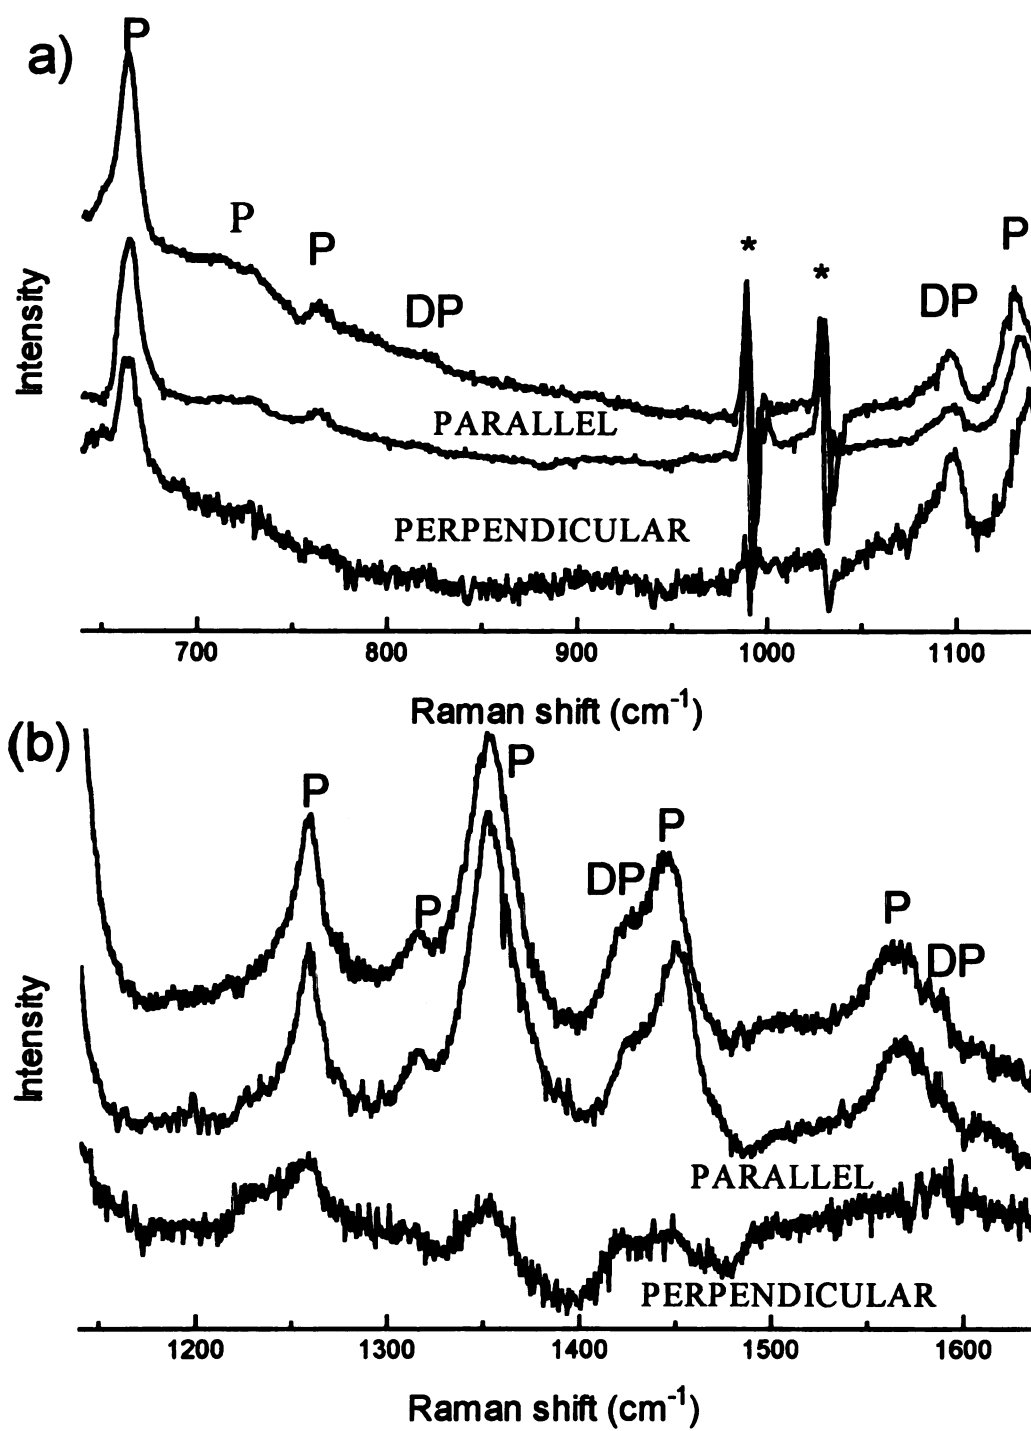 a)
P
P
P
DP
*
*
DP
P
Intensity
PARALLEL
PERPENDICULAR
700 800 900 1000 1100
Raman shift (cm⁻¹)
(b)
P
P
P
DP
P
P
DP
Intensity
PARALLEL
PERPENDICULAR
1200 1300 1400 1500 1600
Raman shift (cm⁻¹)